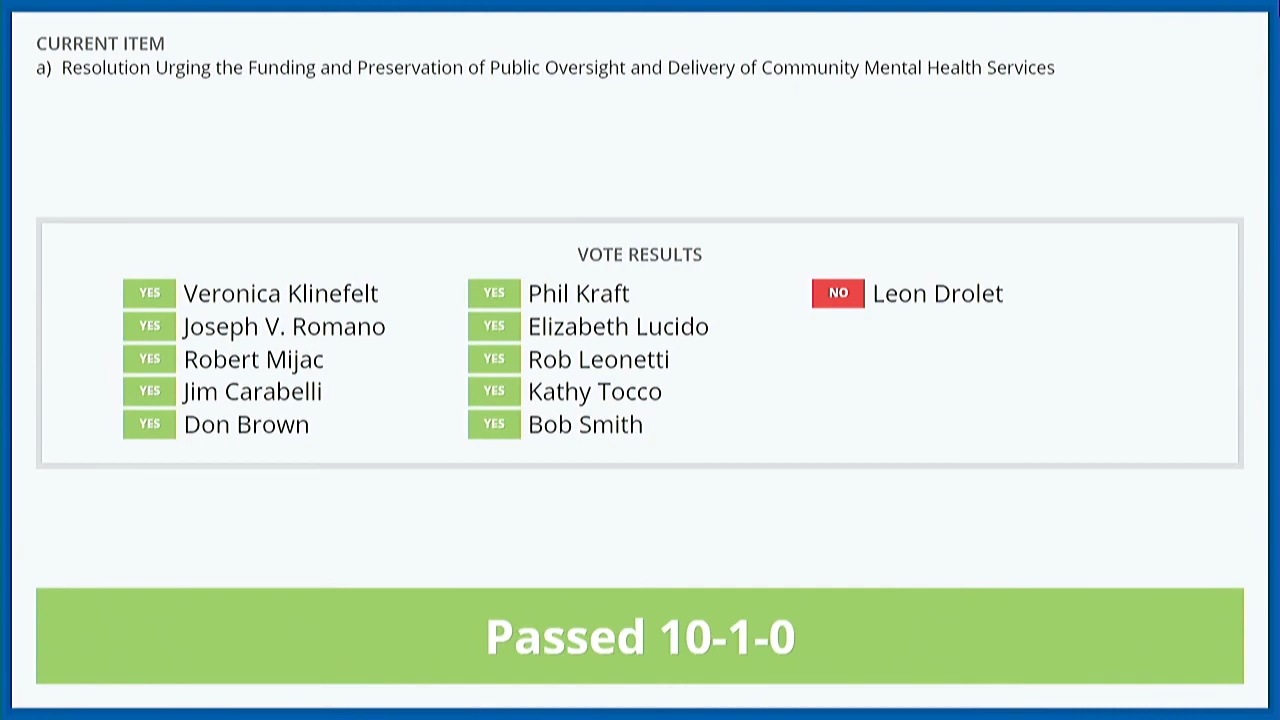 CURRENT ITEM
a) Resolution Urging the Funding and Preservation of Public Oversight and Delivery of Community Mental Health Services
VOTE RESULTS
YES Veronica Klinefelt
YES Joseph V. Romano
YES Robert Mijac
YES Jim Carabelli
YES Don Brown
YES Phil Kraft
YES Elizabeth Lucido
YES Rob Leonetti
YES Kathy Tocco
YES Bob Smith
NO Leon Drolet
Passed 10-1-0